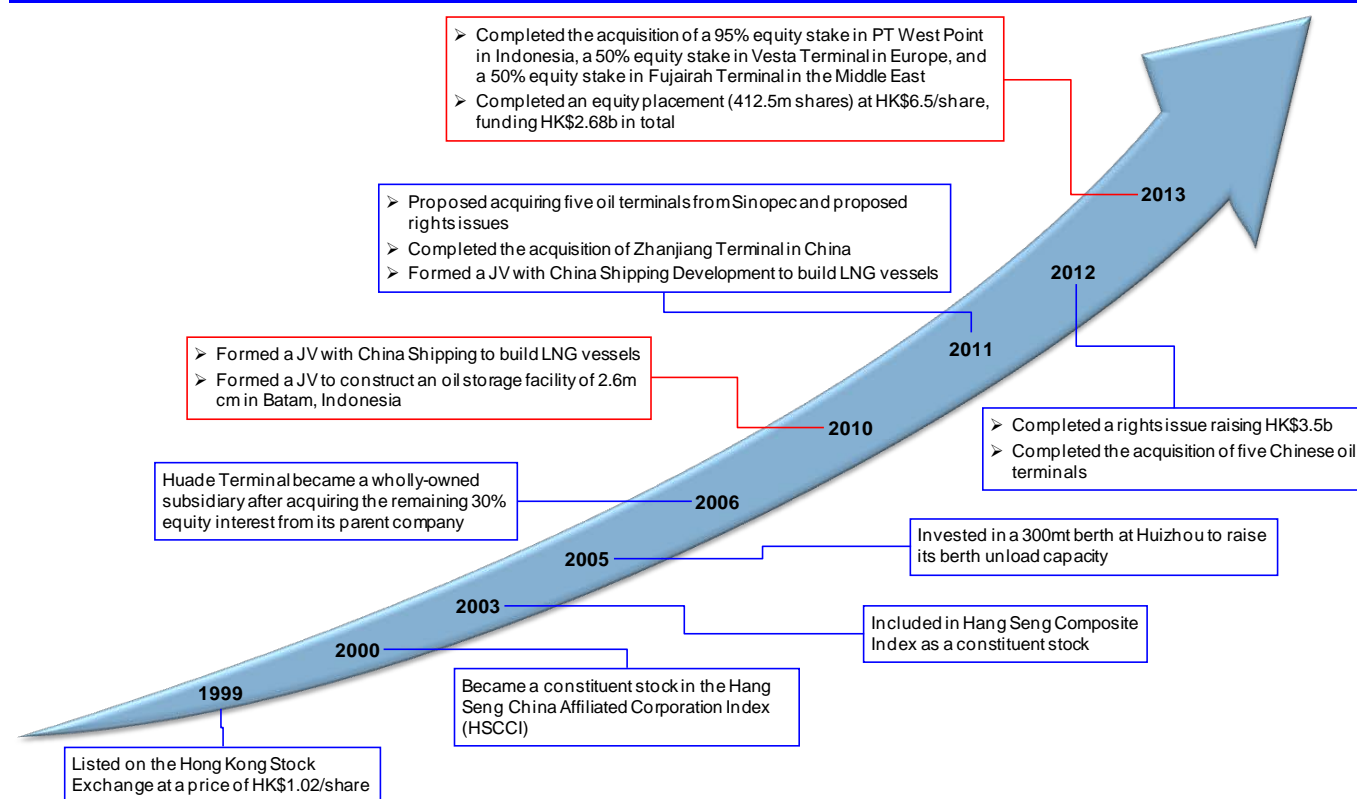 ➢ Completed the acquisition of a 95% equity stake in PT West Point
in Indonesia, a 50% equity stake in Vesta Terminal in Europe, and
a 50% equity stake in Fujairah Terminal in the Middle East
➢ Completed an equity placement (412.5m shares) at HK$6.5/share,
funding HK$2.68b in total
2013
➢ Proposed acquiring five oil terminals from Sinopec and proposed
rights issues
➢ Completed the acquisition of Zhanjiang Terminal in China
➢ Formed a JV with China Shipping Development to build LNG vessels
2012
2011
➢ Formed a JV with China Shipping to build LNG vessels
➢ Formed a JV to construct an oil storage facility of 2.6m
cm in Batam, Indonesia
2010
➢ Completed a rights issue raising HK$3.5b
➢ Completed the acquisition of five Chinese oil
terminals
Huade Terminal became a wholly-owned
subsidiary after acquiring the remaining 30%
equity interest from its parent company
2006
Invested in a 300mt berth at Huizhou to raise
its berth unload capacity
2005
2003
Included in Hang Seng Composite
Index as a constituent stock
2000
Became a constituent stock in the Hang
Seng China Affiliated Corporation Index
(HSCCI)
1999
Listed on the Hong Kong Stock
Exchange at a price of HK$1.02/share